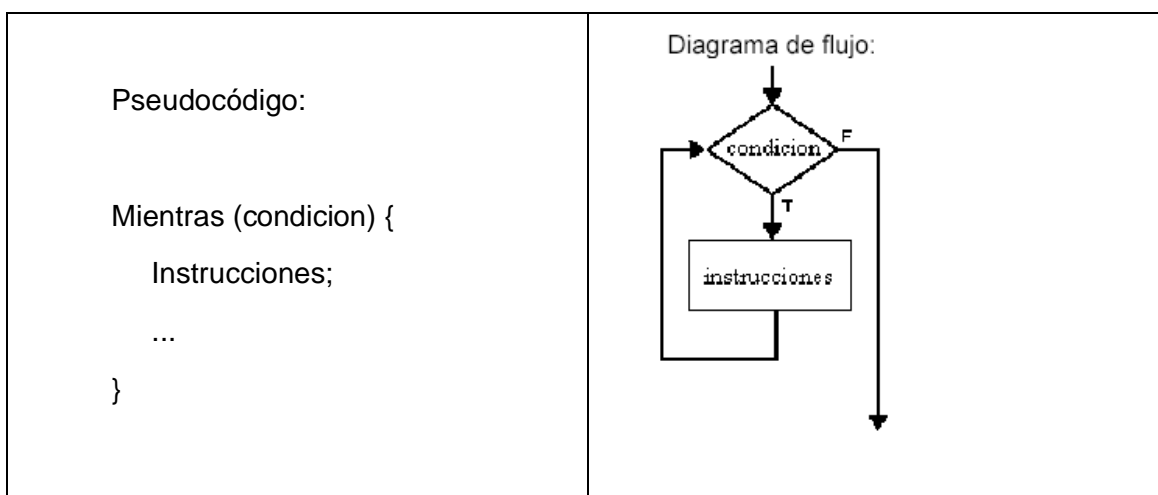 Pseudocódigo:
Mientras (condicion) {
Instrucciones;
...
}
Diagrama de flujo:
condicion
F
T
instrucciones